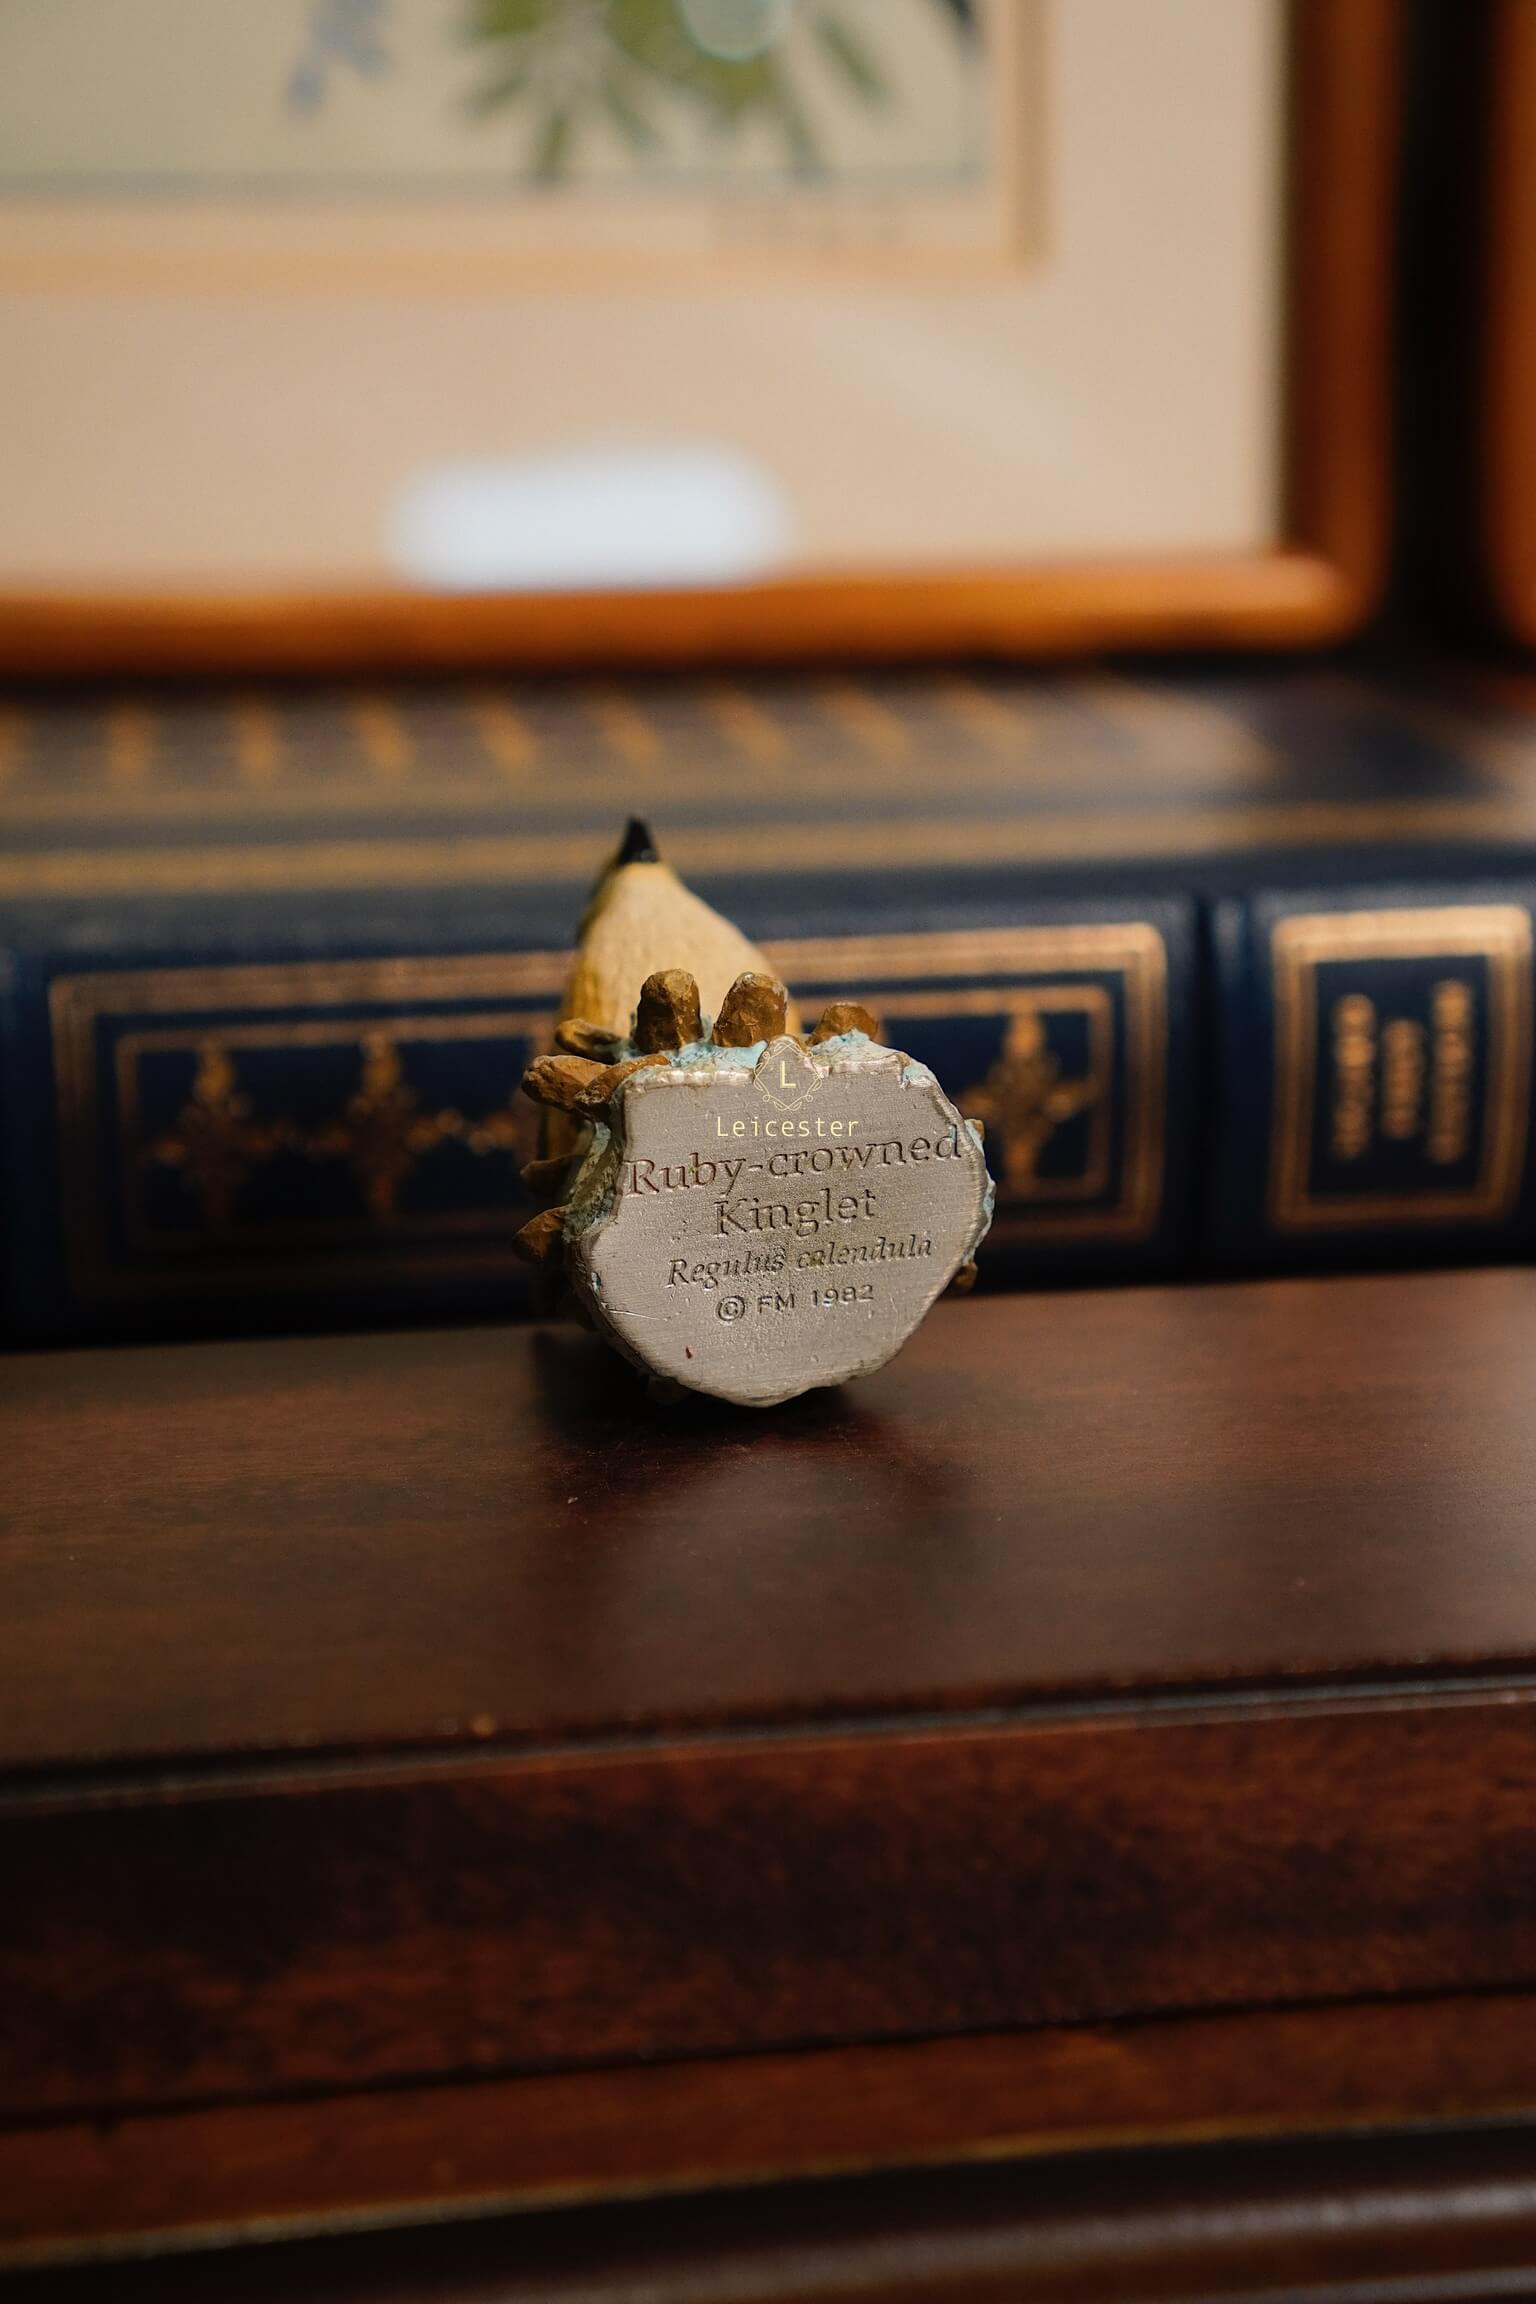 L
Leicester
Ruby-crowned
Kinglet
Regulus calendula
© FM 1982